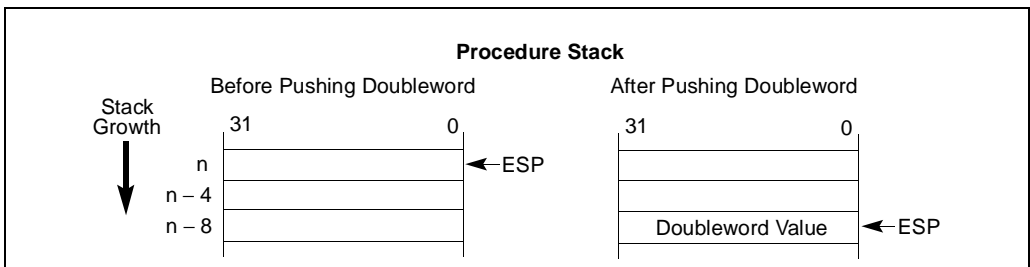 Procedure Stack
Before Pushing Doubleword
After Pushing Doubleword
Stack
Growth
31
0
31
0
n
ESP
n − 4
n − 8
Doubleword Value
ESP